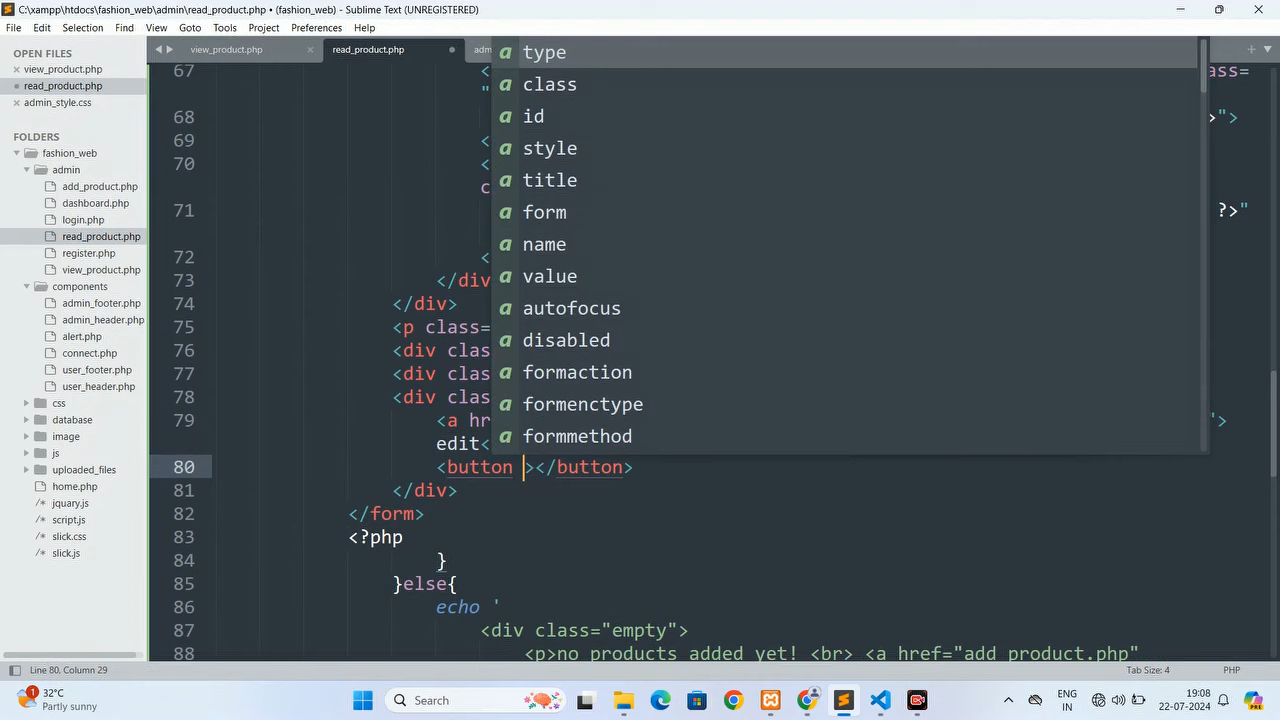 C:\xampp\htdocs\fashion_web\admin\read_product.php • (fashion_web) - Sublime Text (UNREGISTERED)
File Edit Selection Find View Goto Tools Project Preferences Help
OPEN FILES
view_product.php
read_product.php
admin_style.css
FOLDERS
fashion_web
admin
add_product.php
dashboard.php
login.php
read_product.php
register.php
view_product.php
components
admin_footer.php
admin_header.php
alert.php
connect.php
user_footer.php
user_header.php
css
database
image
js
uploaded_files
home.php
jquary.js
script.js
slick.css
slick.js
view_product.php read_product.php adm
type
class
id
style
title
form
name
value
autofocus
disabled
formaction
formenctype
formmethod
67 < lass=
"
68 >">
69 <
70 <
c
71 ?>"
72 <
73 </div
74 </div>
75 <p class=
76 <div clas
77 <div clas
78 <div clas
79 <a hr ">
edit<
80 <button ></button>
81 </div>
82 </form>
83 <?php
84 }
85 }else{
86 echo '
87 <div class="empty">
88 <p>no products added yet! <br> <a href="add_product.php"
Line 80, Column 29 Tab Size: 4 PHP
1
32°C
Partly sunny
Search
ENG
IN
19:08
22-07-2024
PRE